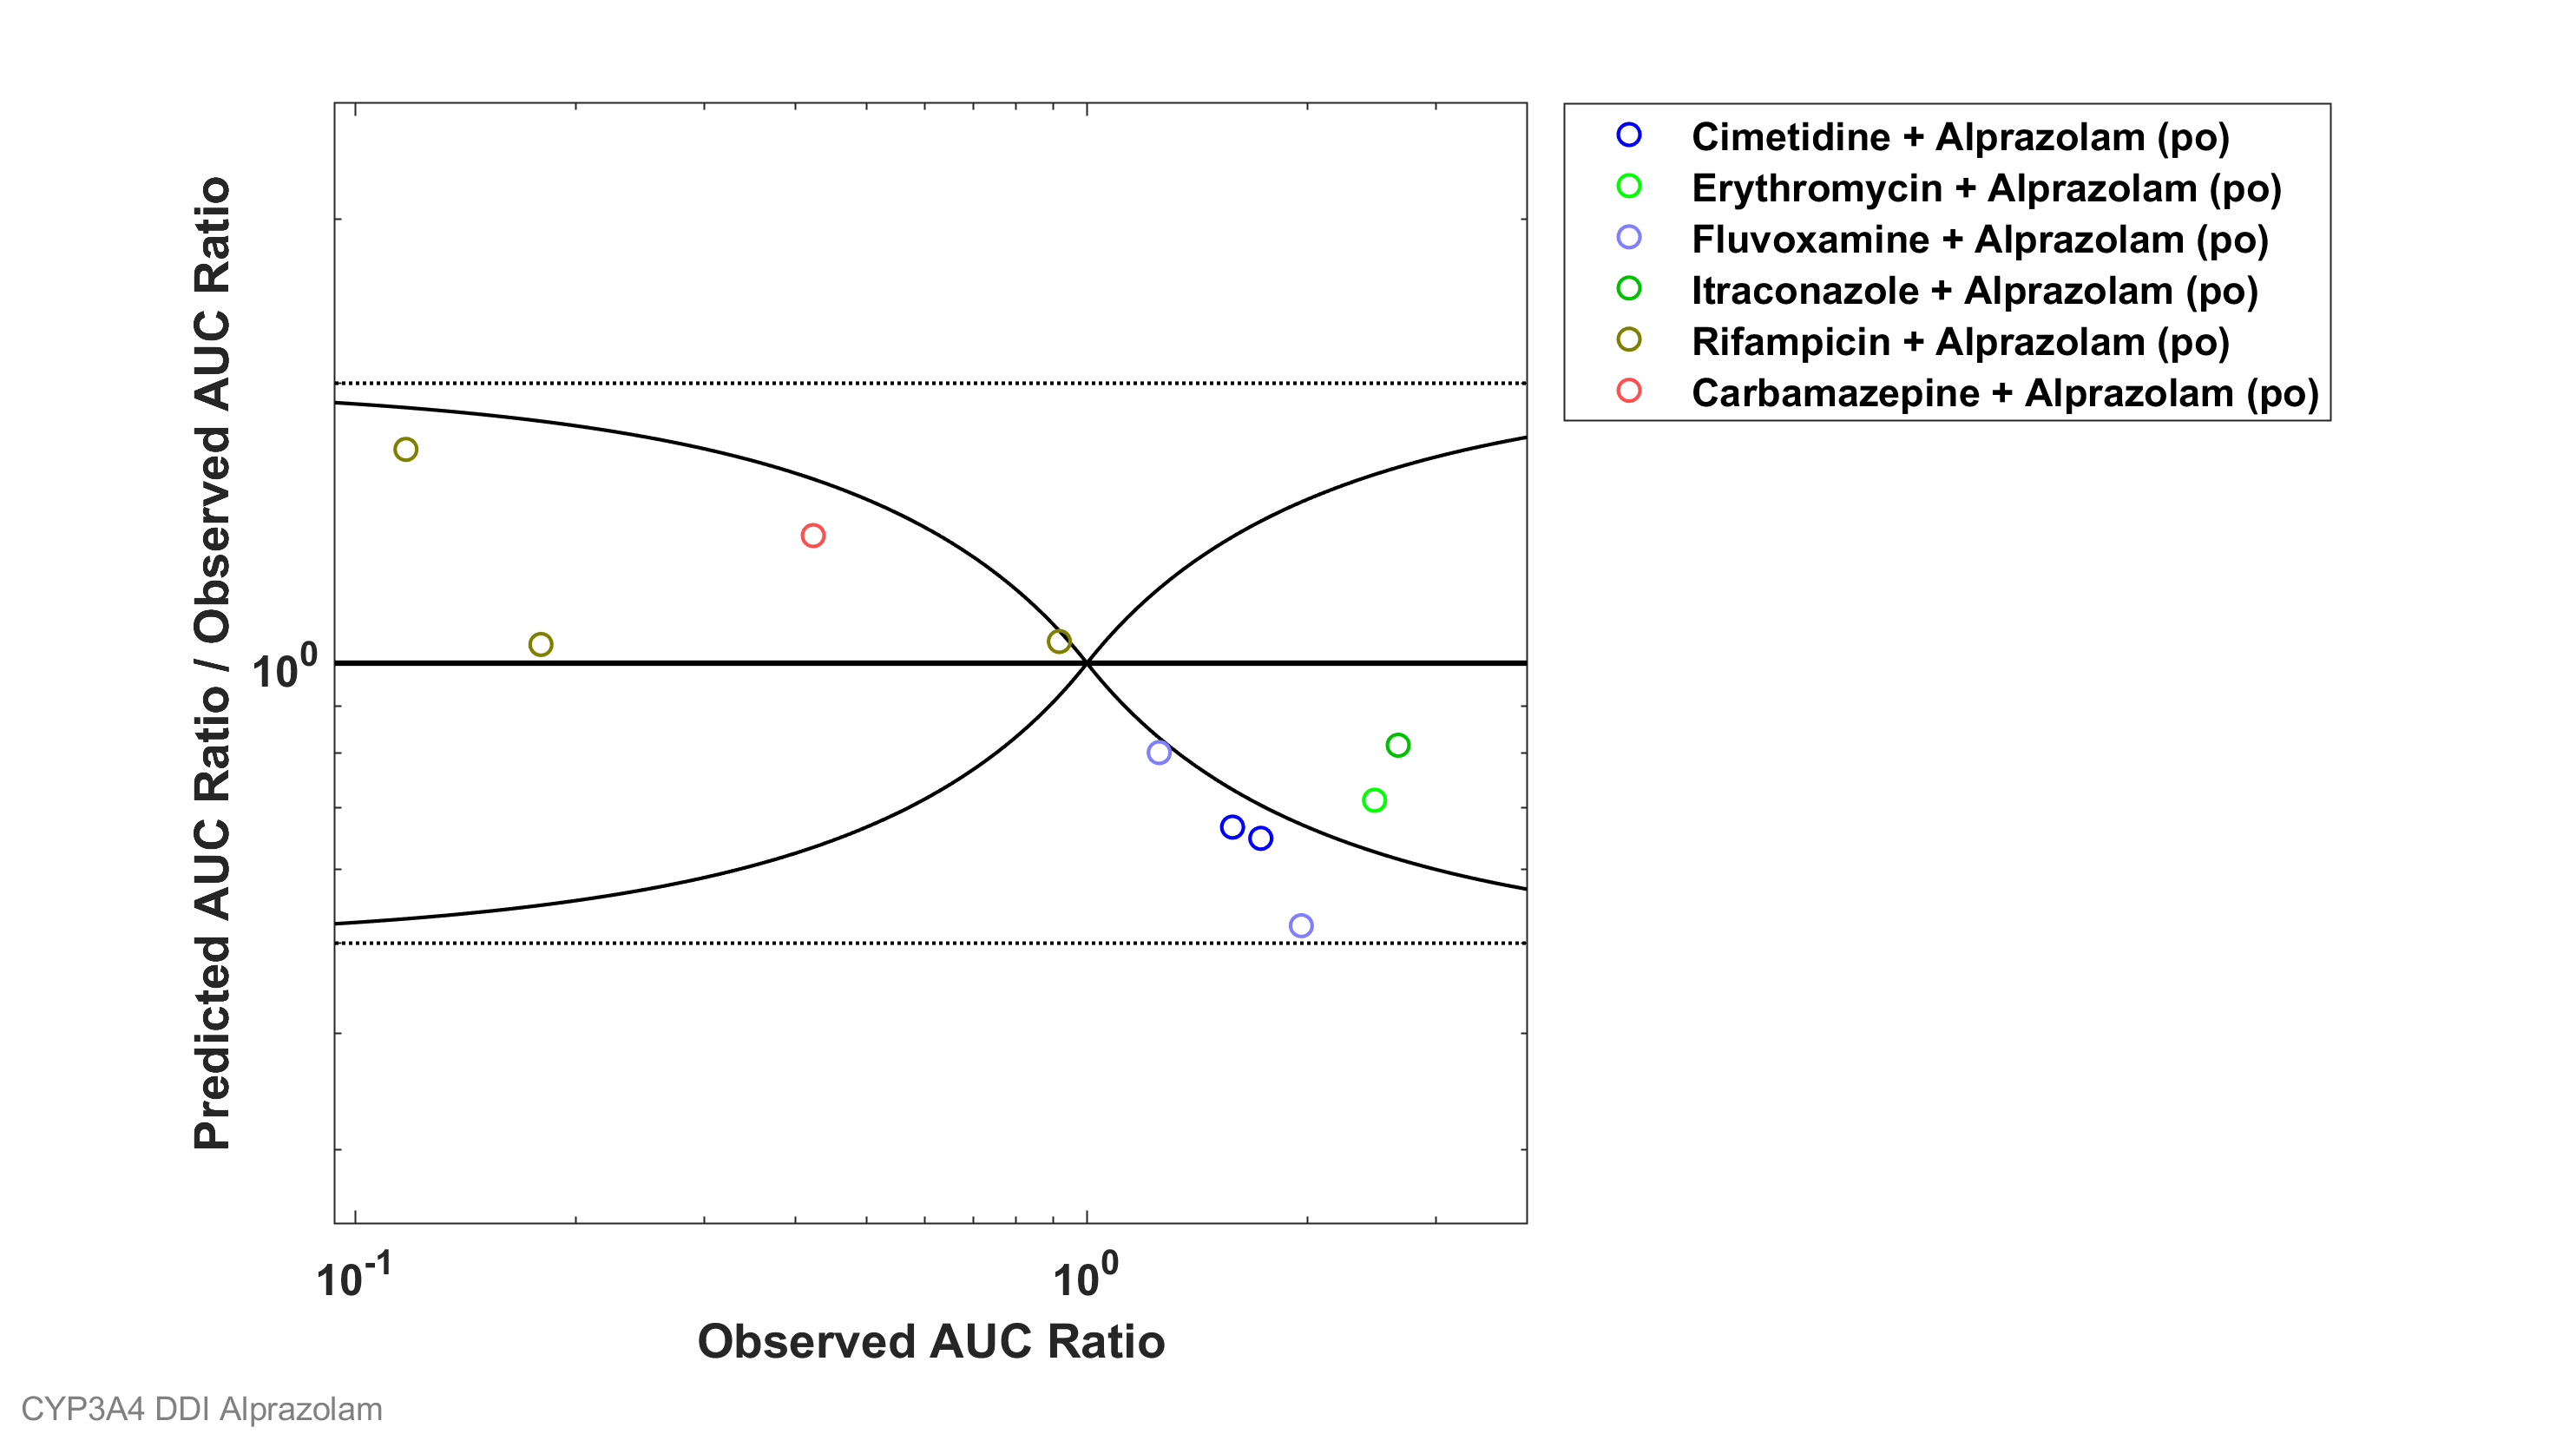 Predicted AUC Ratio / Observed AUC Ratio
10^0
10^-1
10^0
Observed AUC Ratio
Cimetidine + Alprazolam (po)
Erythromycin + Alprazolam (po)
Fluvoxamine + Alprazolam (po)
Itraconazole + Alprazolam (po)
Rifampicin + Alprazolam (po)
Carbamazepine + Alprazolam (po)
CYP3A4 DDI Alprazolam